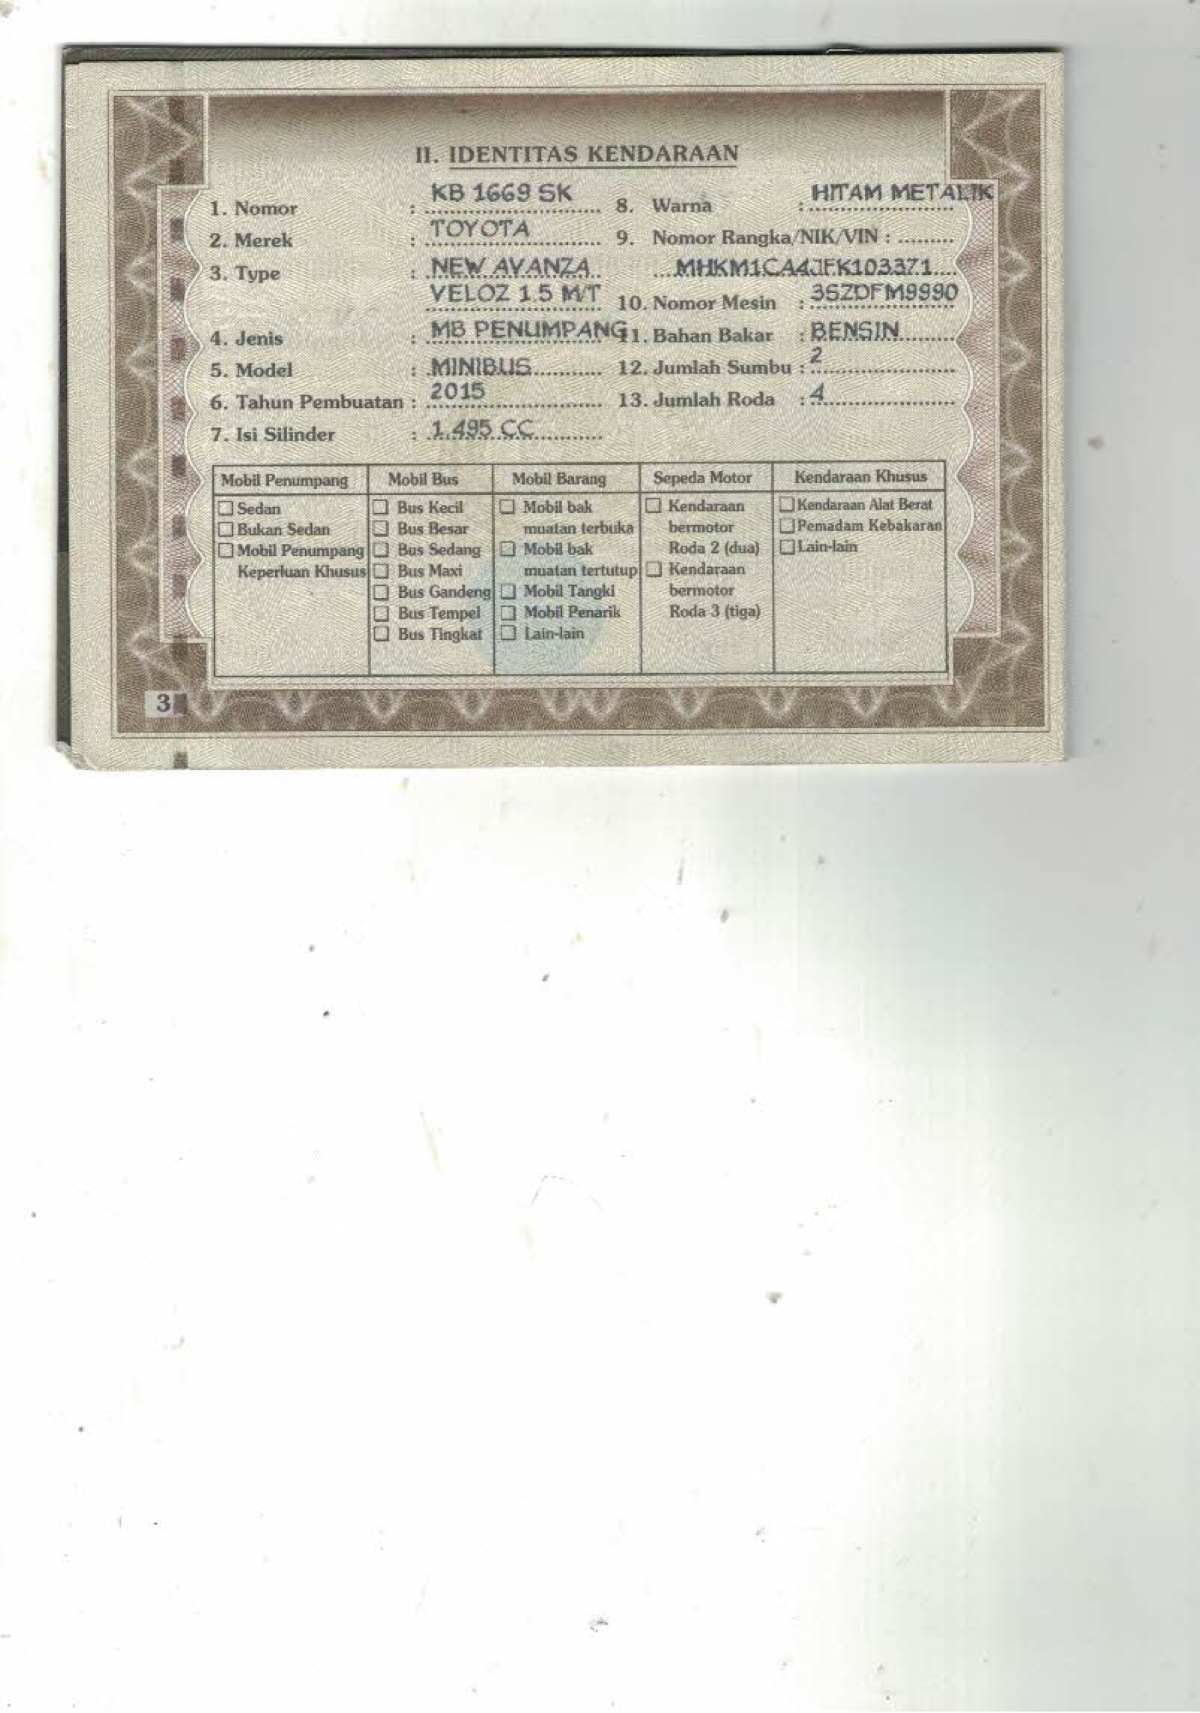 II. IDENTITAS KENDARAAN
1. Nomor : KB 1669 SK
2. Merek : TOYOTA
3. Type : NEW AVANZA
VELOZ 1.5 M/T
4. Jenis : MB PENUMPANG
5. Model : MINIBUS
6. Tahun Pembuatan : 2015
7. Isi Silinder : 1.495 CC
8. Warna : HITAM METALIK
9. Nomor Rangka/NIK/VIN :
MHKM1CA4JFK103371
10. Nomor Mesin : 3SZDFM9990
11. Bahan Bakar : BENSIN
12. Jumlah Sumbu : 2
13. Jumlah Roda : 4
Mobil Penumpang
Sedan
Bukan Sedan
Mobil Penumpang
Keperluan Khusus
Mobil Bus
Bus Kecil
Bus Besar
Bus Sedang
Bus Maxi
Bus Gandeng
Bus Tempel
Bus Tingkat
Mobil Barang
Mobil bak
muatan terbuka
Mobil bak
muatan tertutup
Mobil Tangki
Mobil Penarik
Lain-lain
Sepeda Motor
Kendaraan
bermotor
Roda 2 (dua)
Kendaraan
bermotor
Roda 3 (tiga)
Kendaraan Khusus
Kendaraan Alat Berat
Pemadam Kebakaran
Lain-lain
3